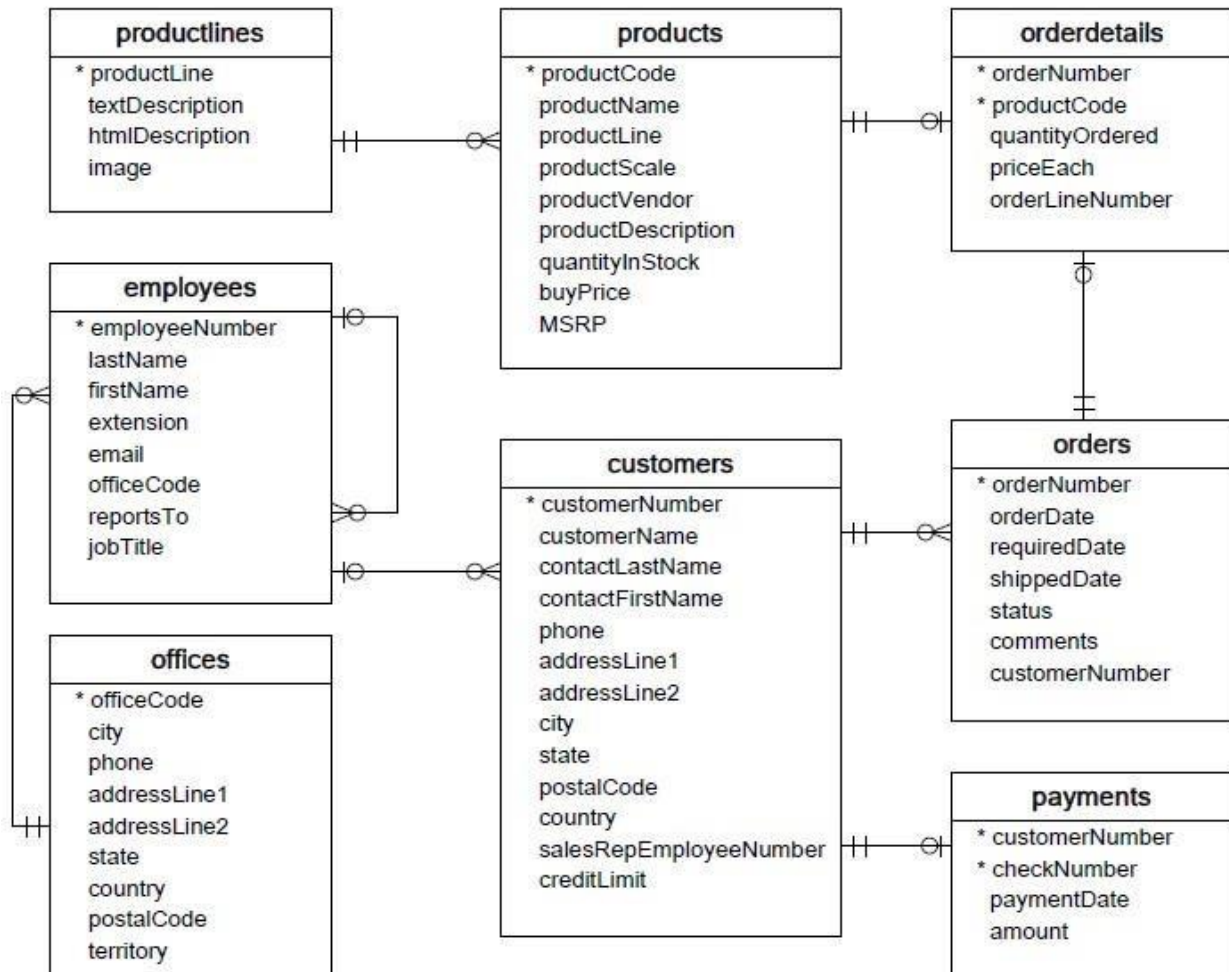 productlines
* productLine
textDescription
htmlDescription
image
products
* productCode
productName
productLine
productScale
productVendor
productDescription
quantityInStock
buyPrice
MSRP
orderdetails
* orderNumber
* productCode
quantityOrdered
priceEach
orderLineNumber
employees
* employeeNumber
lastName
firstName
extension
email
officeCode
reportsTo
jobTitle
customers
* customerNumber
customerName
contactLastName
contactFirstName
phone
addressLine1
addressLine2
city
state
postalCode
country
salesRepEmployeeNumber
creditLimit
orders
* orderNumber
orderDate
requiredDate
shippedDate
status
comments
customerNumber
offices
* officeCode
city
phone
addressLine1
addressLine2
state
country
postalCode
territory
payments
* customerNumber
* checkNumber
paymentDate
amount